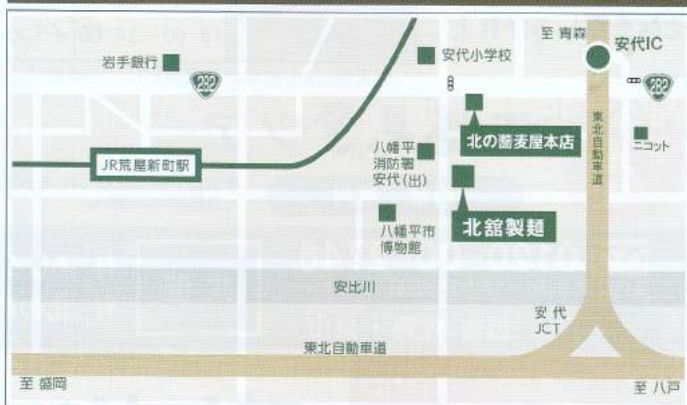 至 青森
安代IC
安代小学校
岩手銀行
282
282
東北自動車道
北の蕎麦屋本店
ニコット
八幡平
消防署
安代(出)
JR荒屋新町駅
北舘製麺
八幡平市
博物館
安比川
安 代
JCT
東北自動車道
至 盛岡
至 八戸